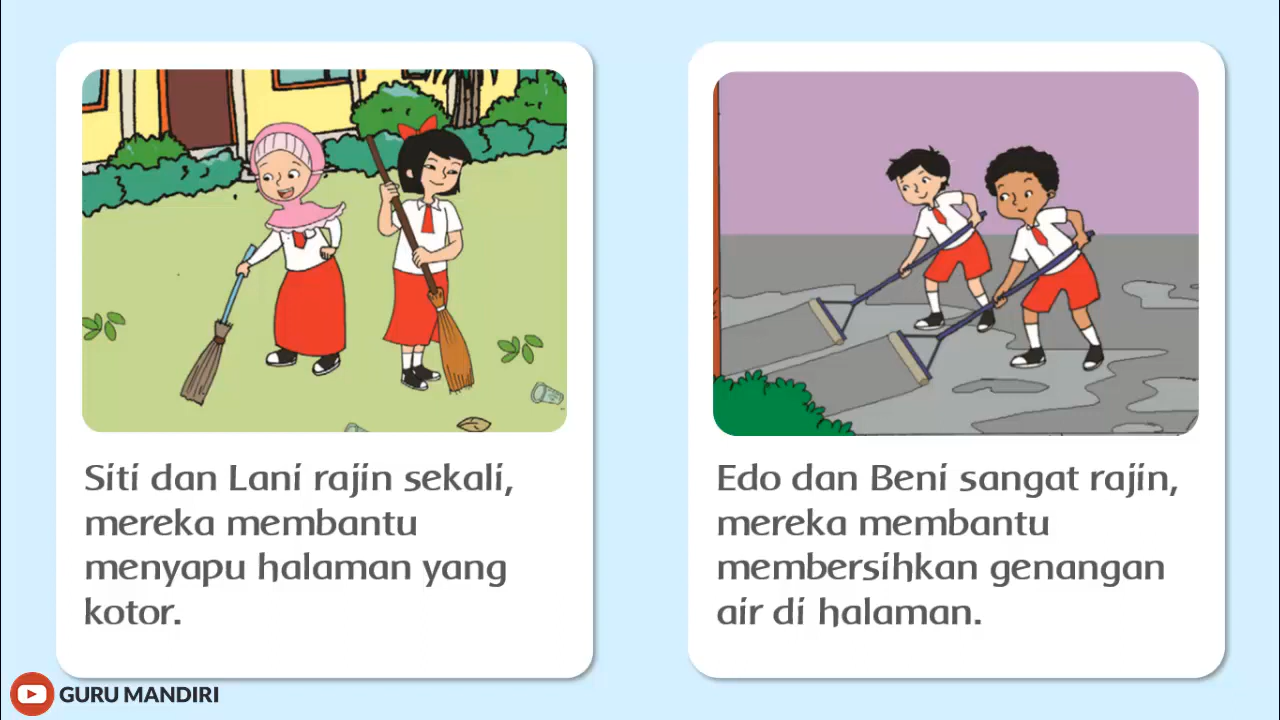 Siti dan Lani rajin sekali,
mereka membantu
menyapu halaman yang
kotor.
Edo dan Beni sangat rajin,
mereka membantu
membersihkan genangan
air di halaman.
GURU MANDIRI